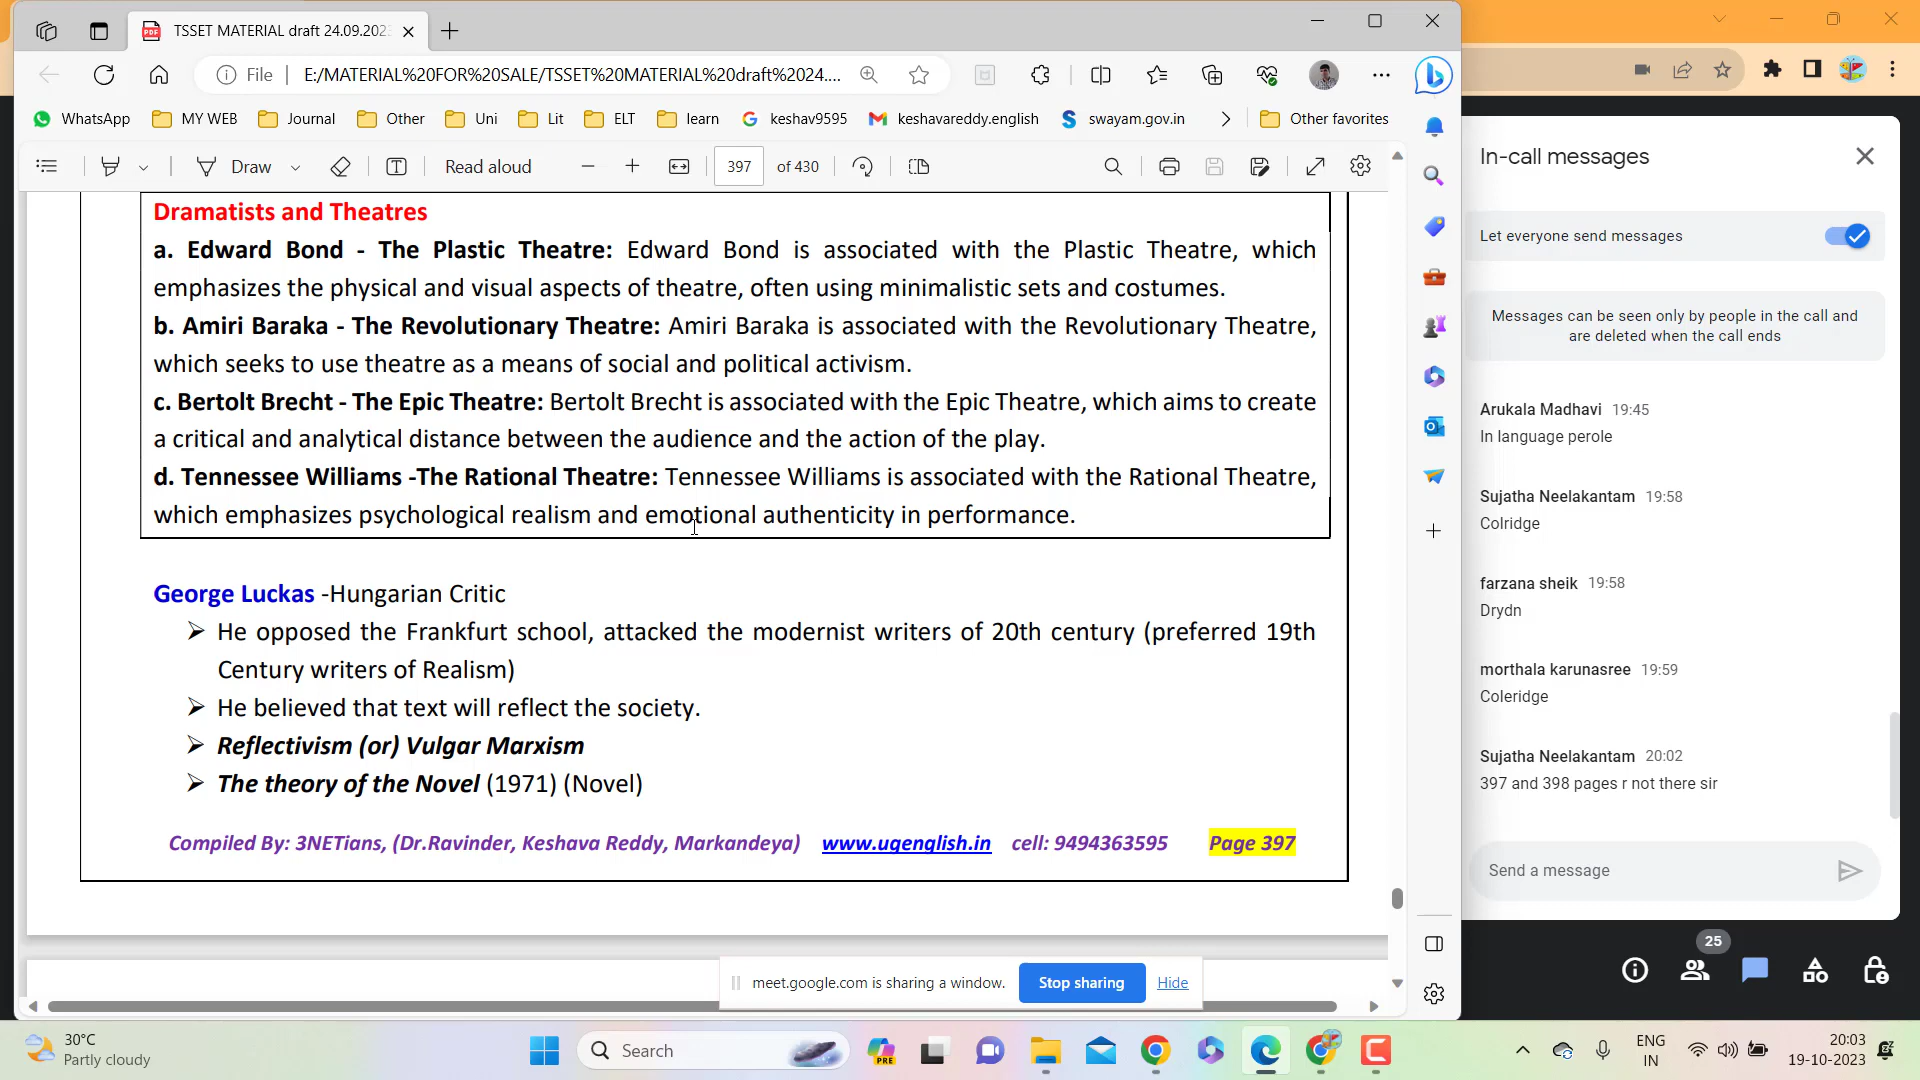 TSSET MATERIAL draft 24.09.202
File
E:/MATERIAL%20FOR%20SALE/TSSET%20MATERIAL%20draft%2024....
WhatsApp
MY WEB
Journal
Other
Uni
Lit
ELT
learn
keshav9595
keshavareddy.english
swayam.gov.in
Other favorites
Draw
Read aloud
397
of 430
Dramatists and Theatres
a. Edward Bond - The Plastic Theatre: Edward Bond is associated with the Plastic Theatre, which
emphasizes the physical and visual aspects of theatre, often using minimalistic sets and costumes.
b. Amiri Baraka - The Revolutionary Theatre: Amiri Baraka is associated with the Revolutionary Theatre,
which seeks to use theatre as a means of social and political activism.
c. Bertolt Brecht - The Epic Theatre: Bertolt Brecht is associated with the Epic Theatre, which aims to create
a critical and analytical distance between the audience and the action of the play.
d. Tennessee Williams -The Rational Theatre: Tennessee Williams is associated with the Rational Theatre,
which emphasizes psychological realism and emotional authenticity in performance.
George Luckas -Hungarian Critic
➢ He opposed the Frankfurt school, attacked the modernist writers of 20th century (preferred 19th
Century writers of Realism)
➢ He believed that text will reflect the society.
➢ Reflectivism (or) Vulgar Marxism
➢ The theory of the Novel (1971) (Novel)
Compiled By: 3NETians, (Dr.Ravinder, Keshava Reddy, Markandeya) www.ugenglish.in cell: 9494363595 Page 397
meet.google.com is sharing a window.
Stop sharing
Hide
In-call messages
Let everyone send messages
Messages can be seen only by people in the call and
are deleted when the call ends
Arukala Madhavi 19:45
In language perole
Sujatha Neelakantam 19:58
Colridge
farzana sheik 19:58
Drydn
morthala karunasree 19:59
Coleridge
Sujatha Neelakantam 20:02
397 and 398 pages r not there sir
Send a message
25
30°C
Partly cloudy
Search
PRE
ENG
IN
20:03
19-10-2023